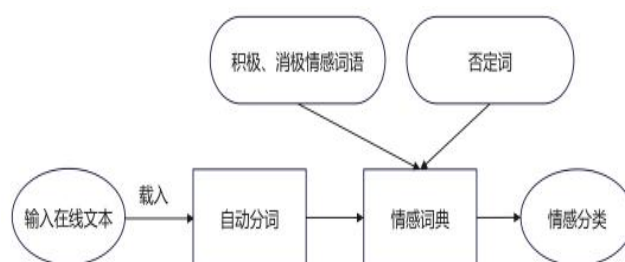 积极、消极情感词语
否定词
载入
输入在线文本
自动分词
情感词典
情感分类